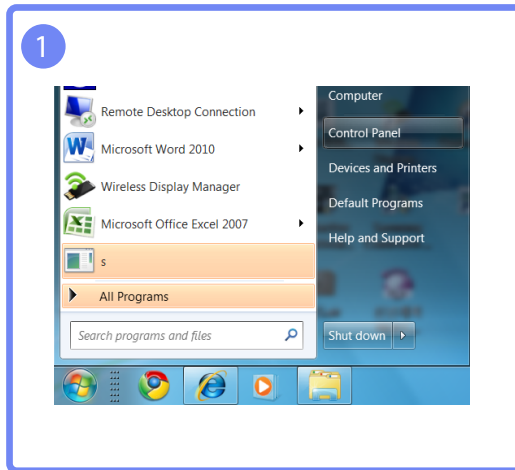 1
Remote Desktop Connection
Microsoft Word 2010
Wireless Display Manager
Microsoft Office Excel 2007
s
All Programs
Search programs and files
Computer
Control Panel
Devices and Printers
Default Programs
Help and Support
Shut down